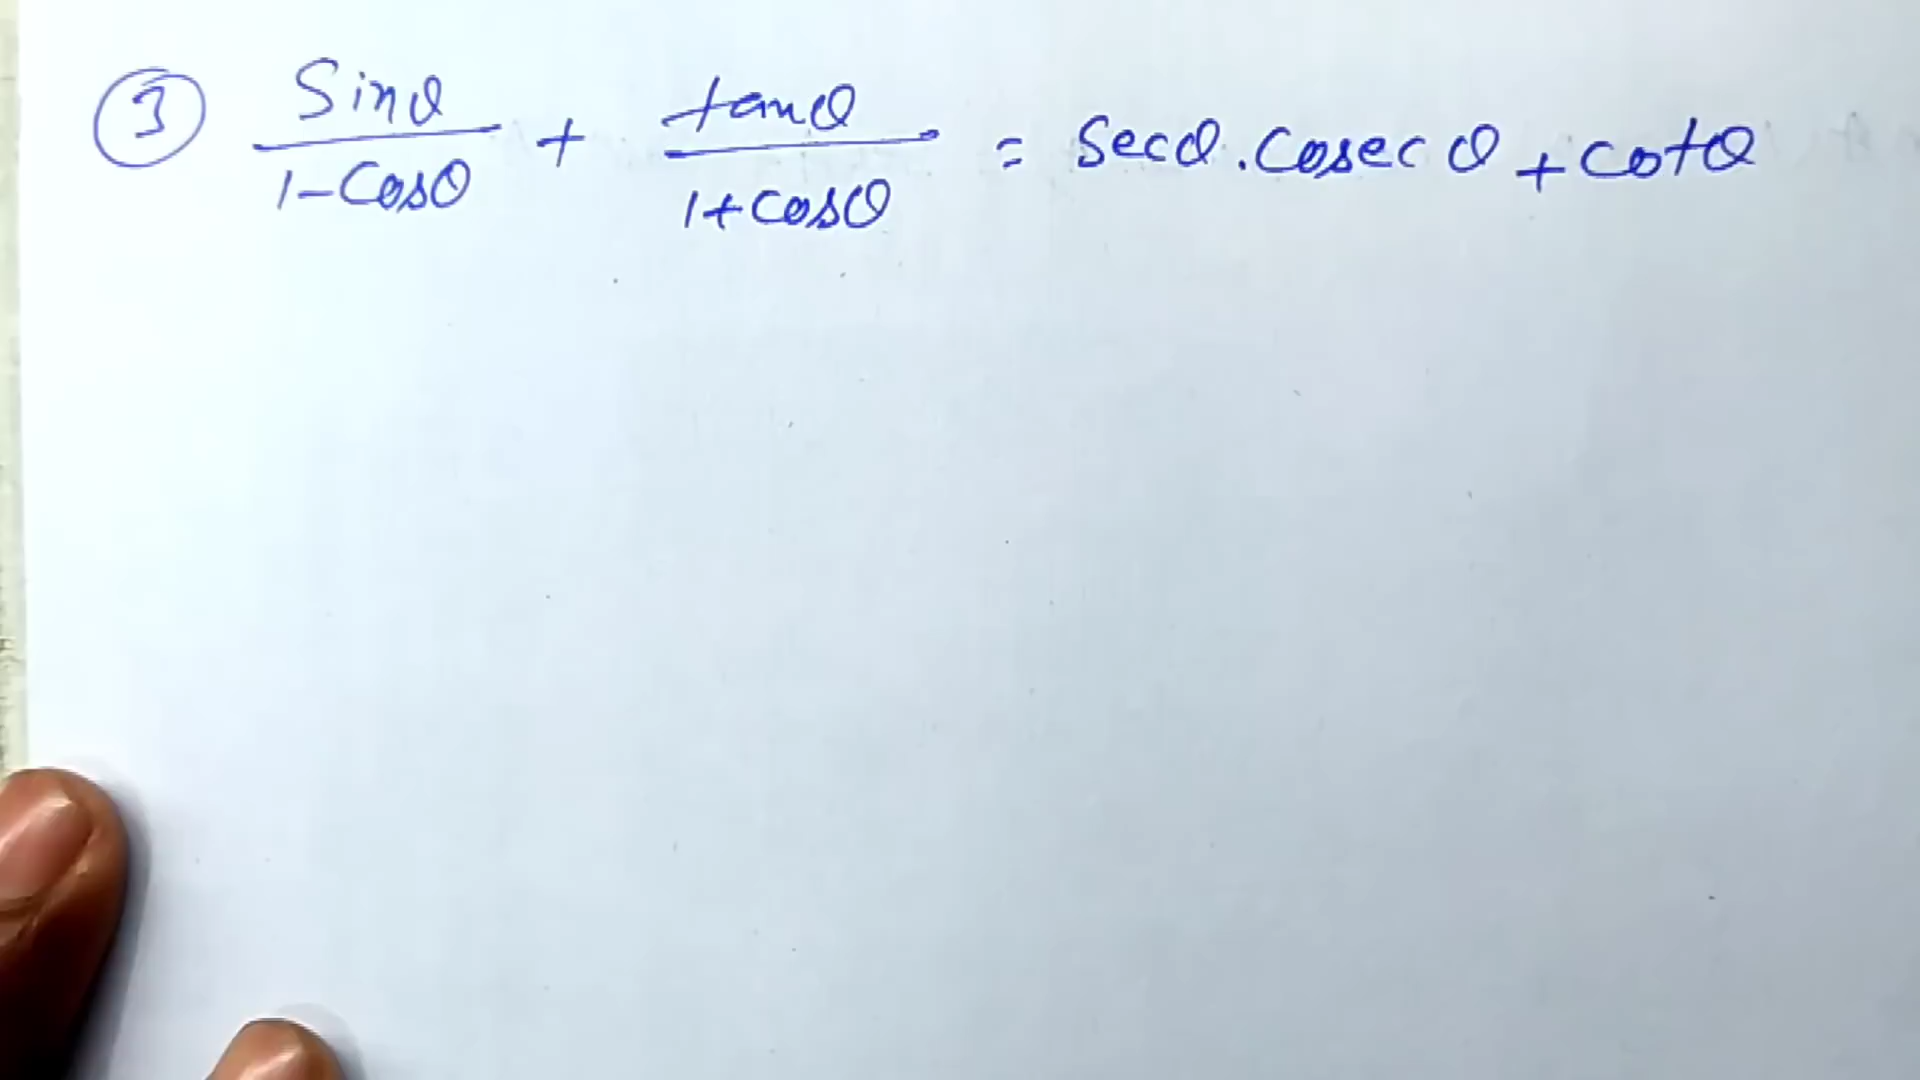 ③ Sinθ/(1-Cosθ) + tanθ/(1+cosθ) = Secθ.Cosec θ + cotθ